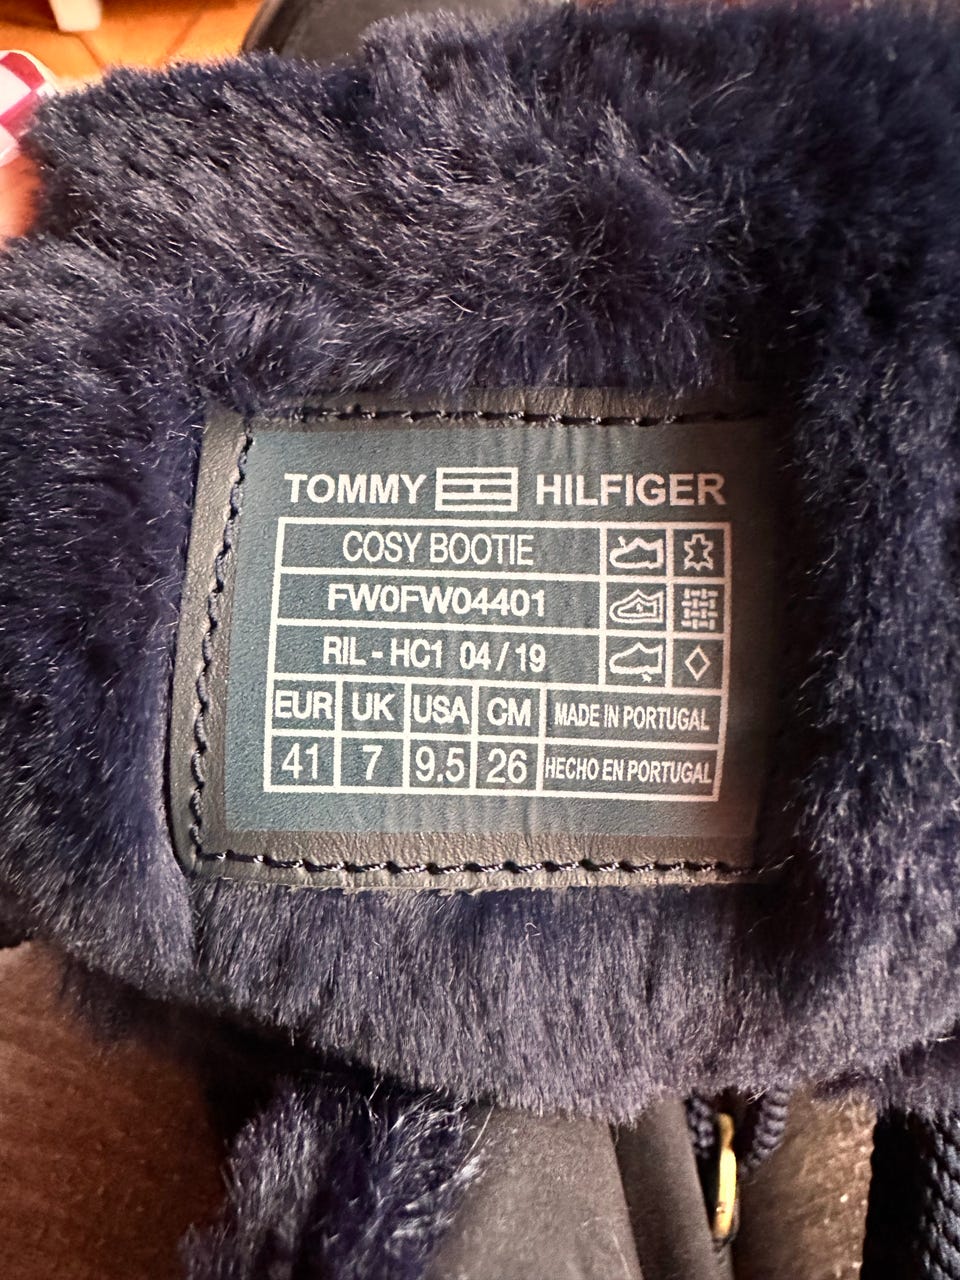 TOMMY HILFIGER
COSY BOOTIE
FW0FW04401
RIL - HC1 04 / 19
EUR UK USA CM MADE IN PORTUGAL
41 7 9.5 26 HECHO EN PORTUGAL